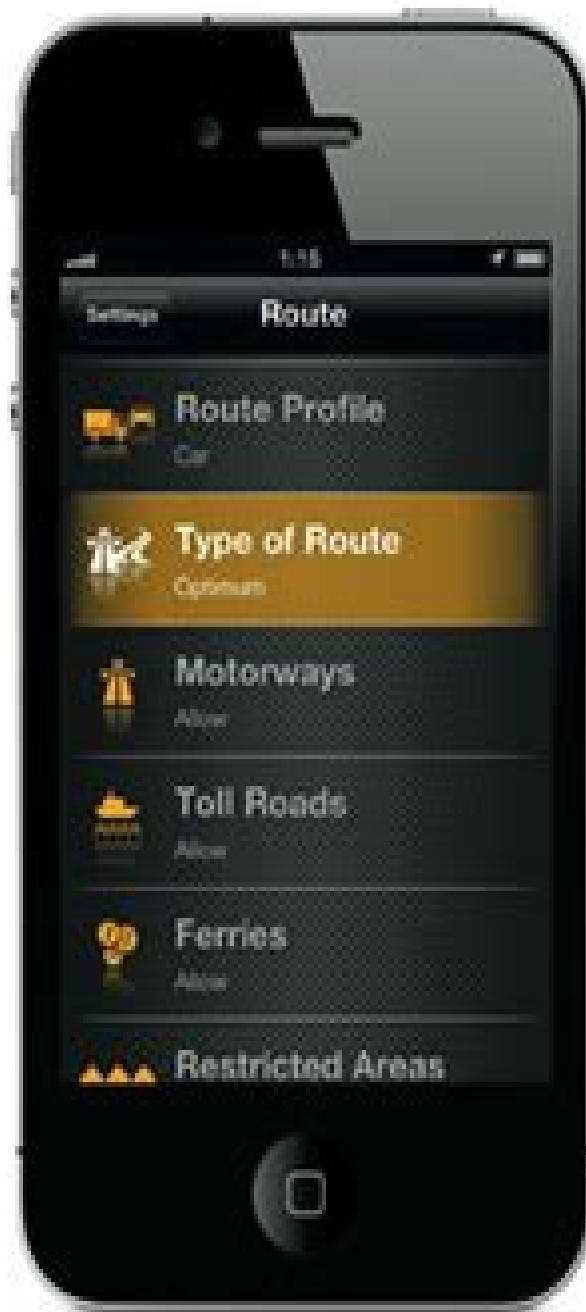 1:15
Settings
Route
Route Profile
Car
Type of Route
Optimum
Motorways
Allow
Toll Roads
Allow
Ferries
Allow
Restricted Areas